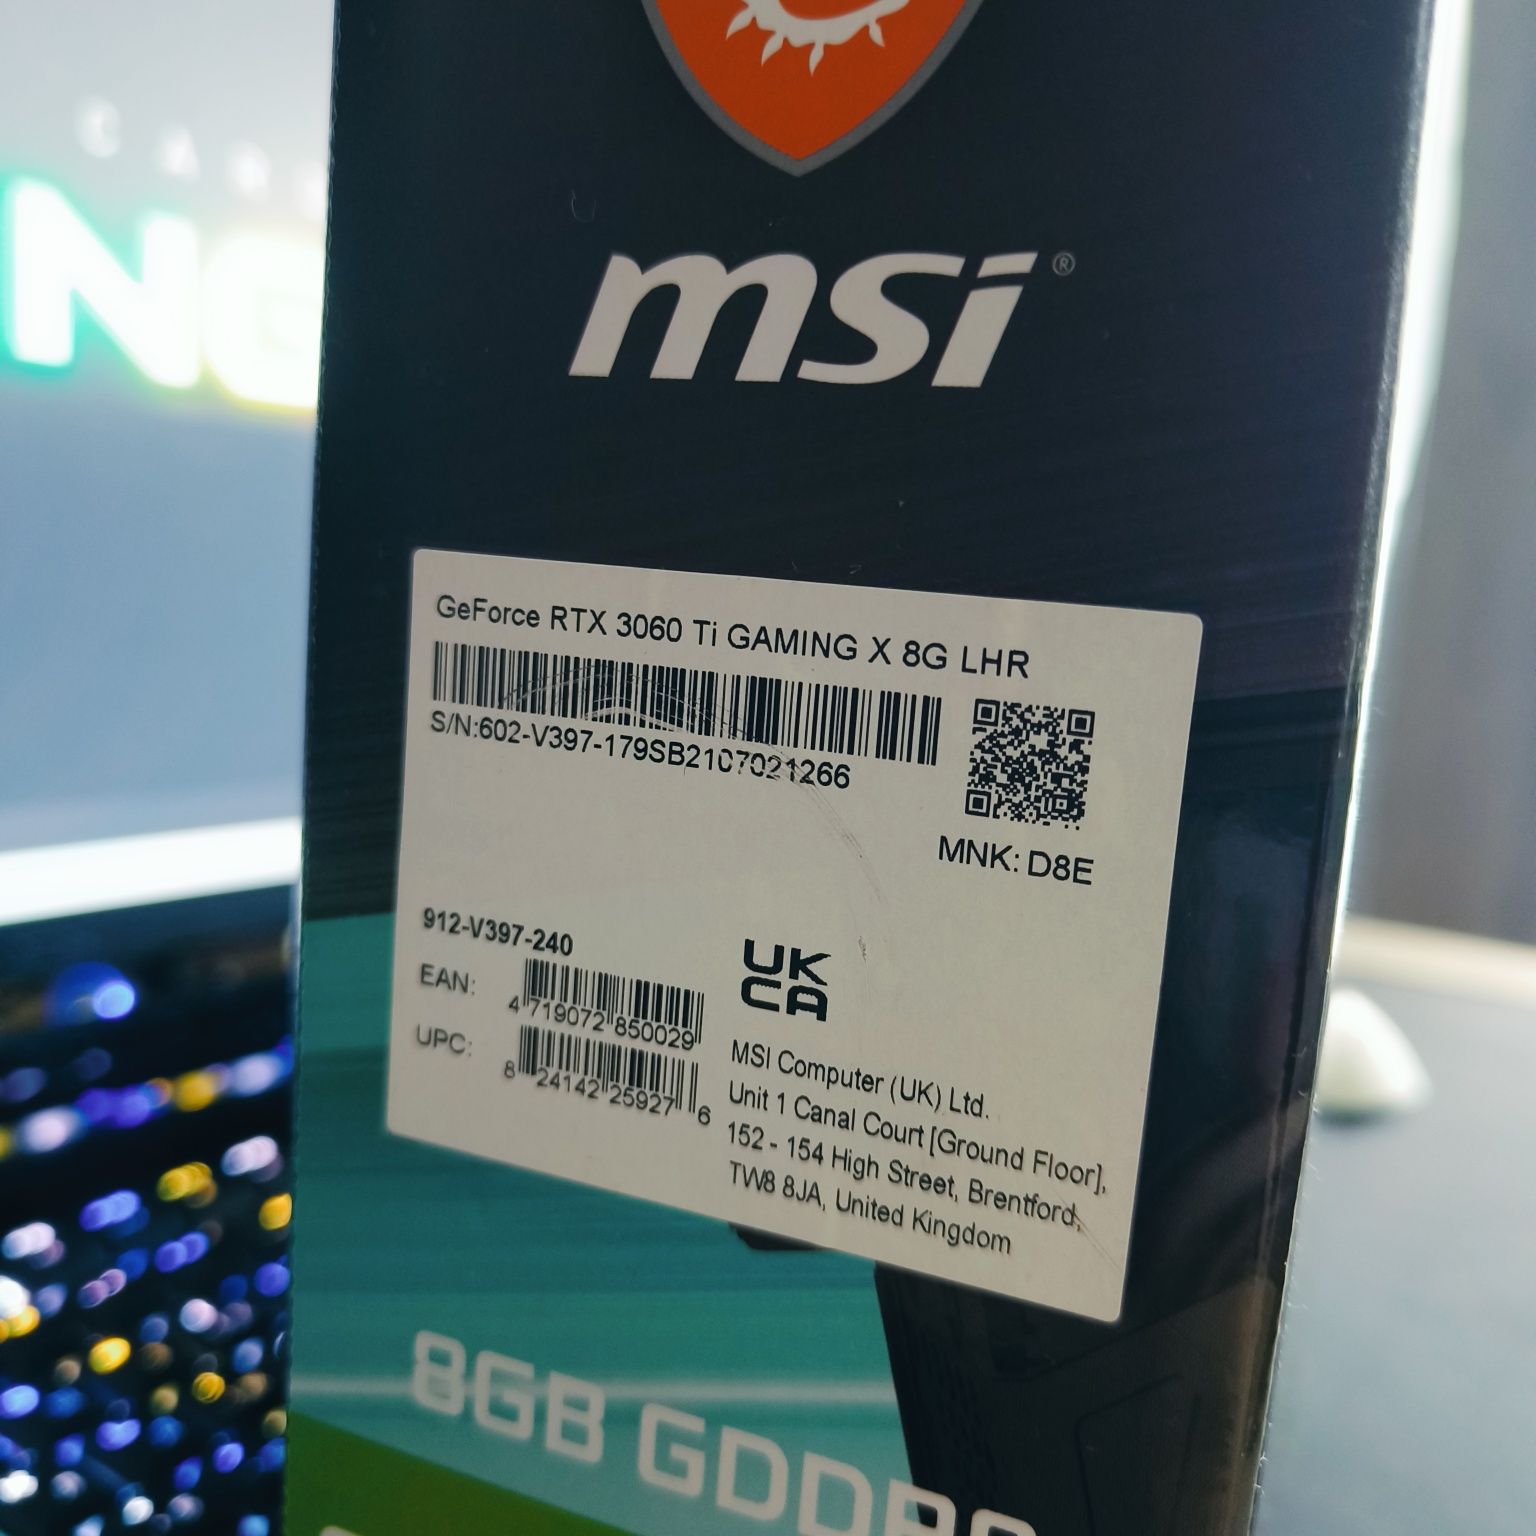 msi®
GeForce RTX 3060 Ti GAMING X 8G LHR
S/N:602-V397-179SB2107021266
MNK: D8E
912-V397-240
EAN:
4 719072 850029
UPC:
8 24142 25927 6
UK
CA
MSI Computer (UK) Ltd.
Unit 1 Canal Court [Ground Floor],
152 - 154 High Street, Brentford,
TW8 8JA, United Kingdom
8GB